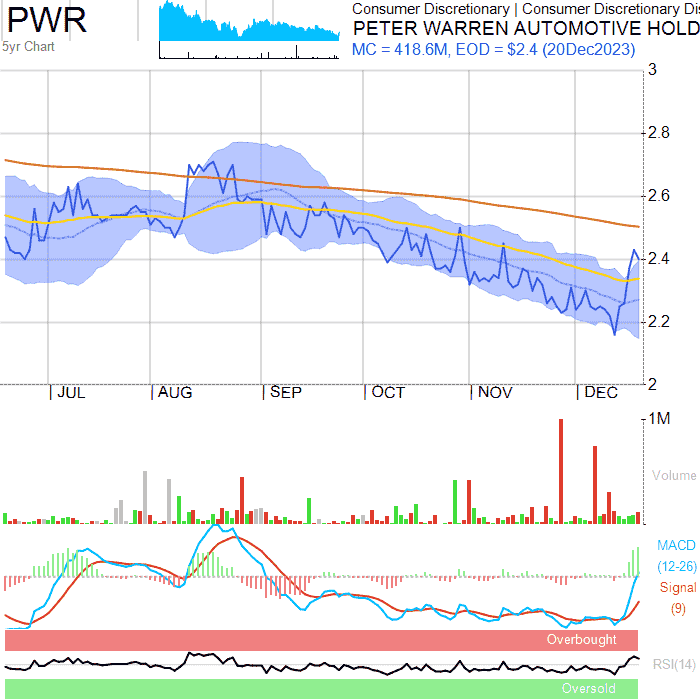 PWR
5yr Chart
Consumer Discretionary | Consumer Discretionary Dis
PETER WARREN AUTOMOTIVE HOLD
MC = 418.6M, EOD = $2.4 (20Dec2023)
3
2.8
2.6
2.4
2.2
2
| JUL | AUG | SEP | OCT | NOV | DEC
1M
Volume
MACD
(12-26)
Signal
(9)
Overbought
RSI(14)
Oversold